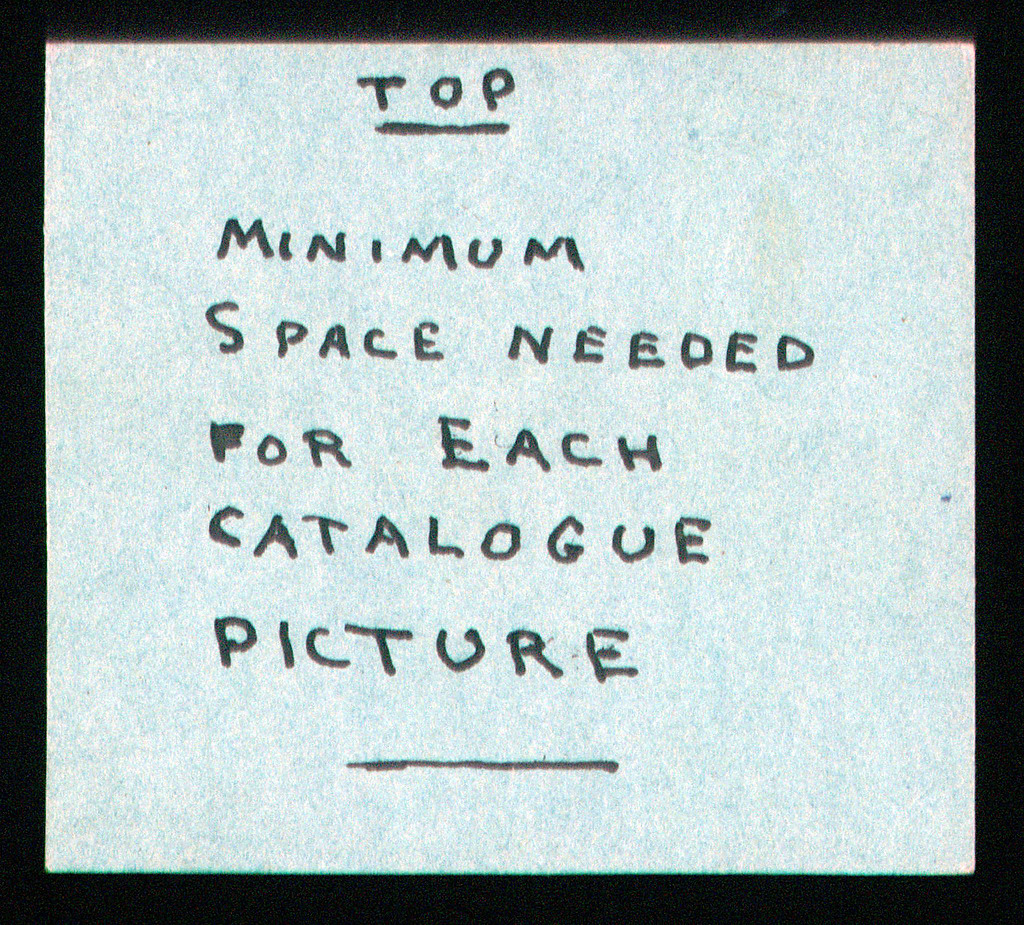 TOP
MINIMUM
SPACE NEEDED
FOR EACH
CATALOGUE
PICTURE